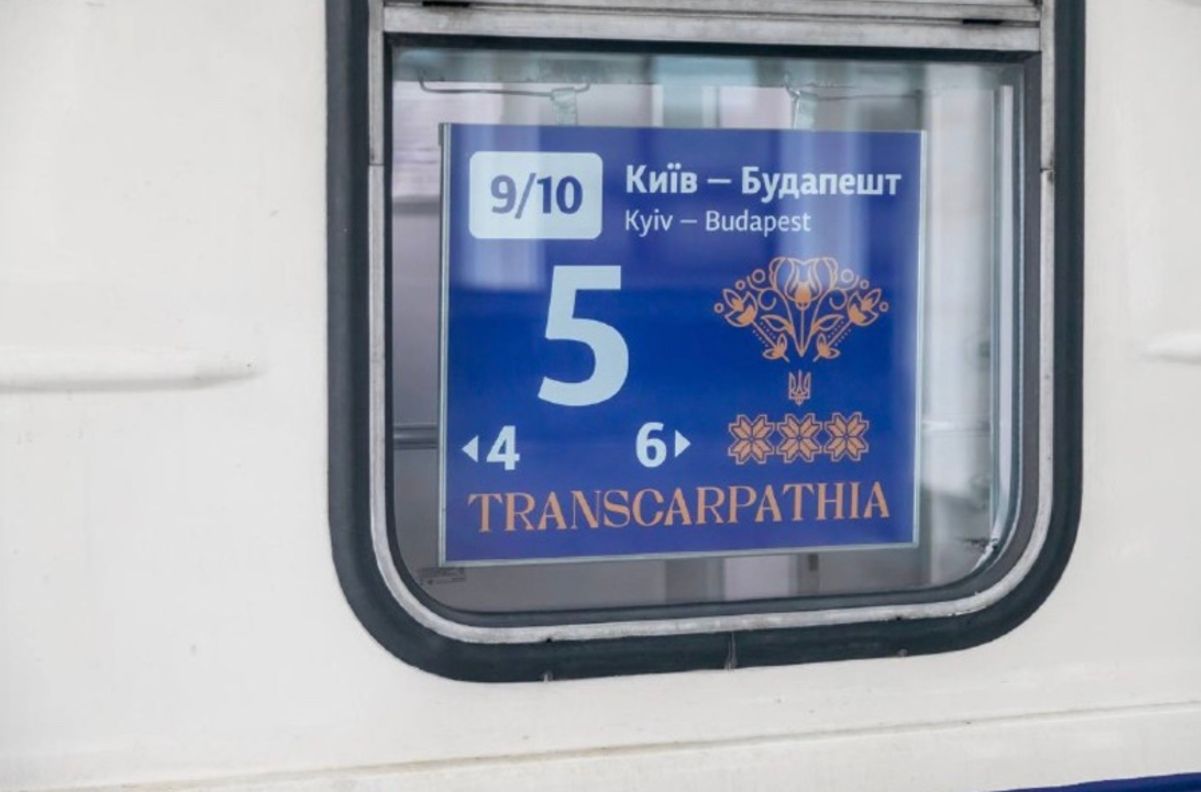 9/10
Київ – Будапешт
Kyiv – Budapest
5
4
6
TRANSCARPATHIA